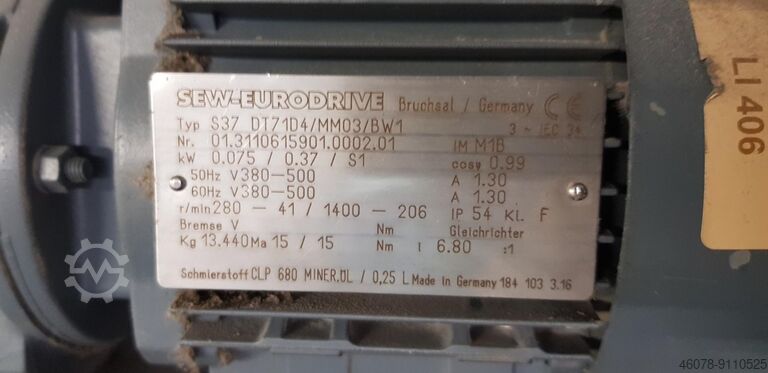 SEW-EURODRIVE Bruchsal / Germany CE
Typ S37 DT71D4/MM03/BW1 3 ~ IEC 34
Nr. 01.3110615901.0002.01 IM M1B
kW 0.075 / 0.37 / S1 cosφ 0.99
50Hz V 380-500 A 1.30
60Hz V 380-500 A 1.30
r/min 280 - 41 / 1400 - 206 IP 54 Kl. F
Bremse V Nm Gleichrichter
Kg 13.440 Ma 15 / 15 Nm i 6.80 :1
Schmierstoff CLP 680 MINER.ÖL / 0,25 L Made in Germany 184 103 3.16
LI 406
46078-9110525